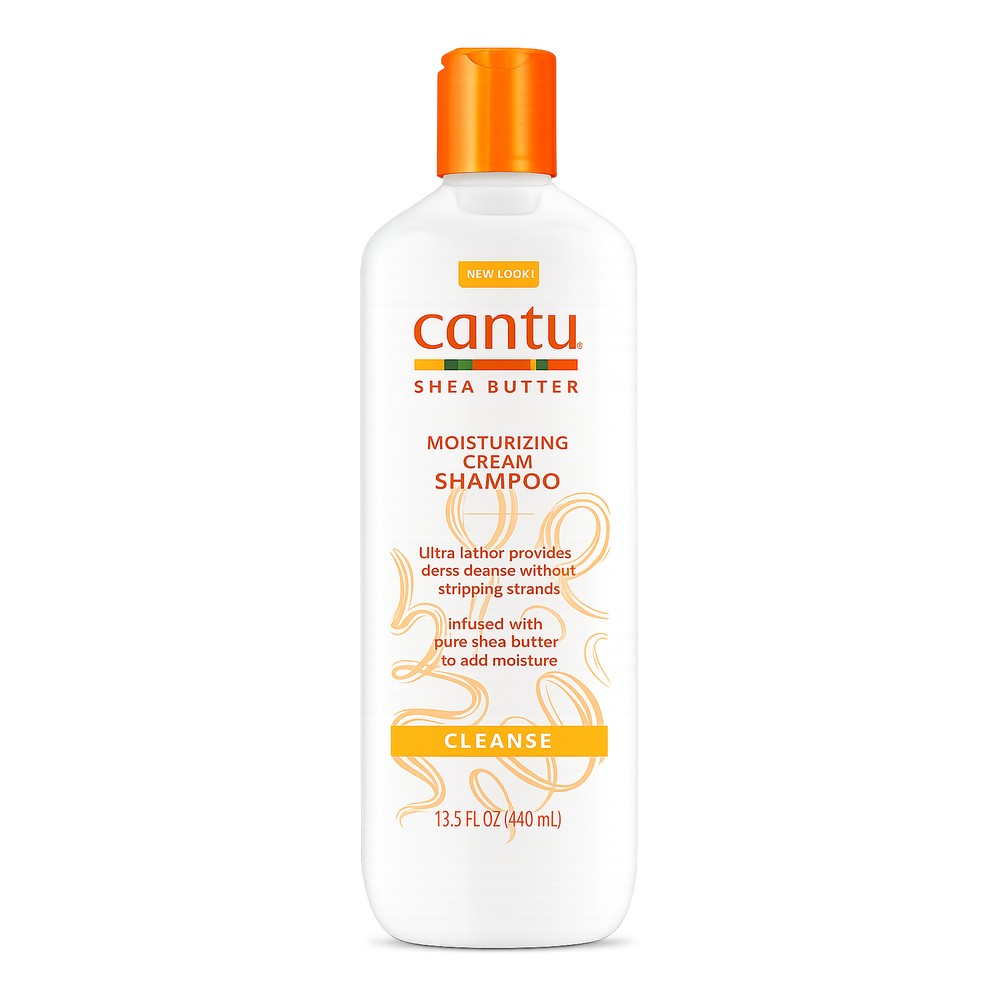 NEW LOOK!
cantu®
SHEA BUTTER
MOISTURIZING
CREAM
SHAMPOO
Ultra lathor provides
derss deanse without
stripping strands
infused with
pure shea butter
to add moisture
CLEANSE
13.5 FL OZ (440 mL)